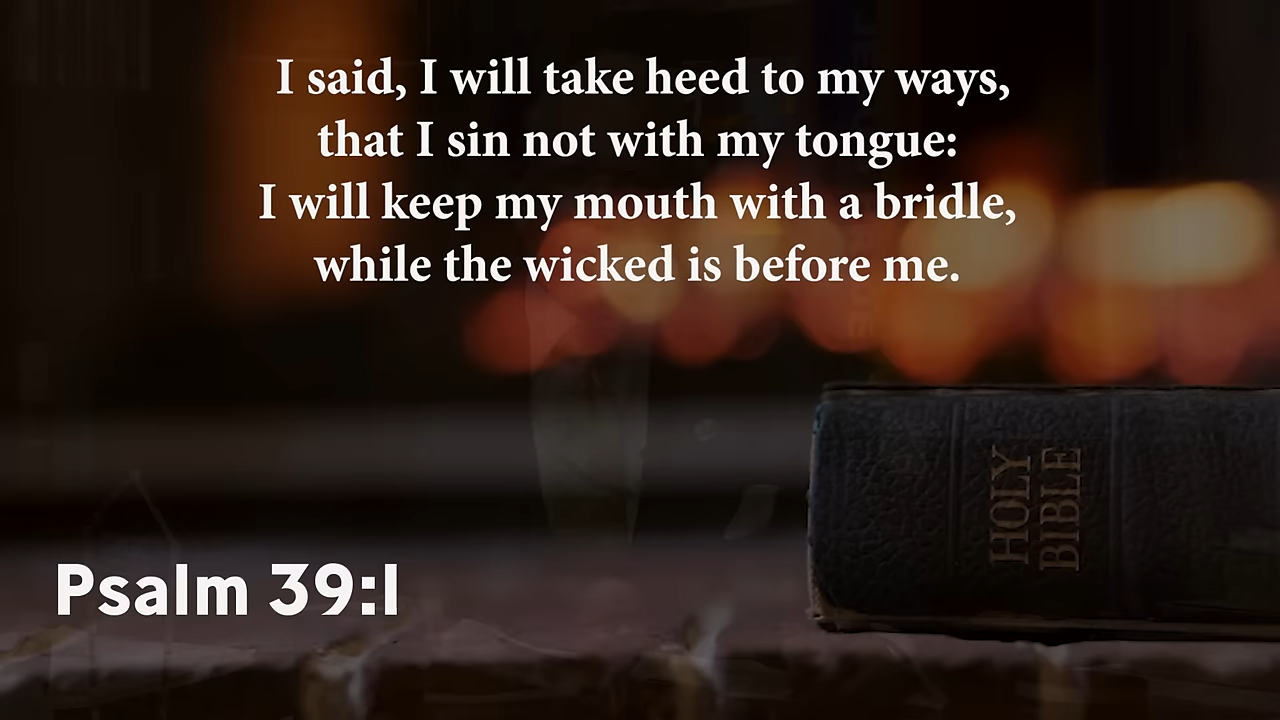 I said, I will take heed to my ways,
that I sin not with my tongue:
I will keep my mouth with a bridle,
while the wicked is before me.
HOLY
BIBLE
Psalm 39:1